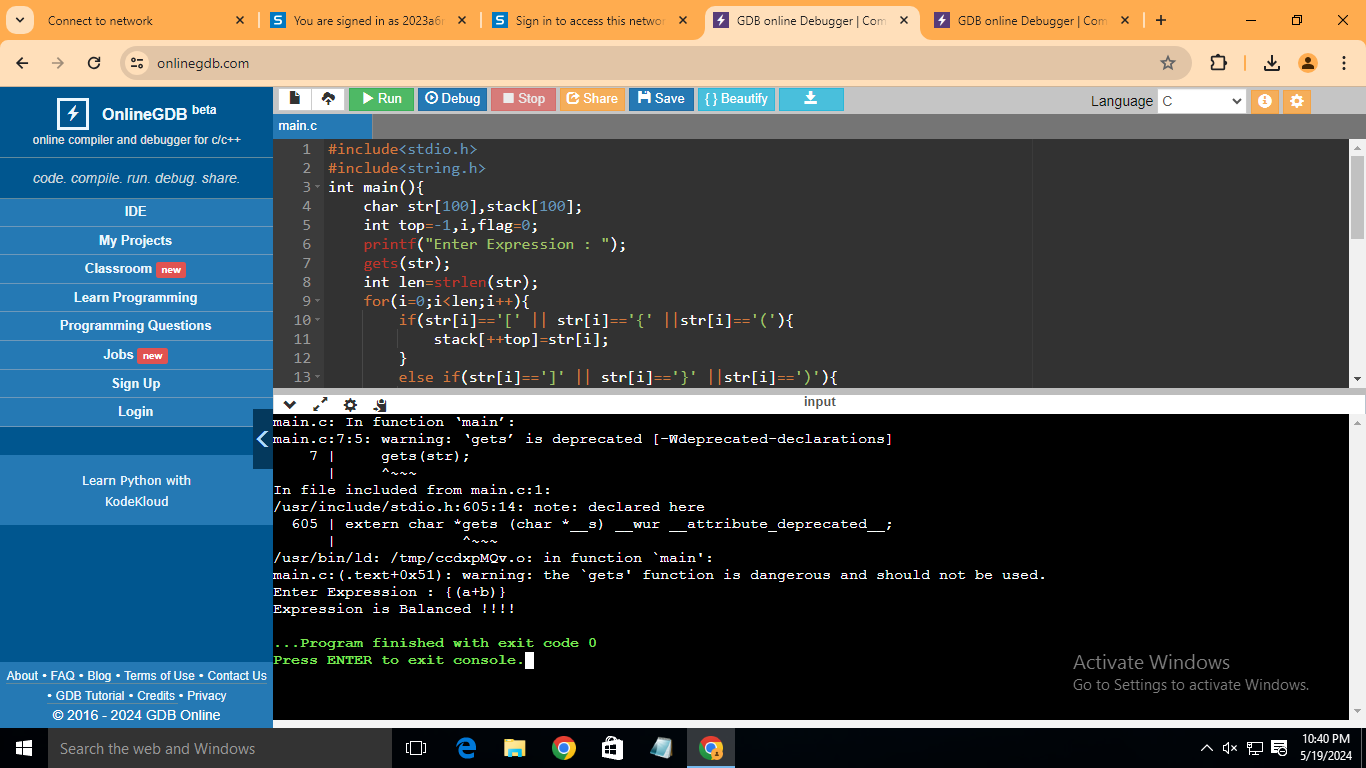 Connect to network
You are signed in as 2023a6r
Sign in to access this networ
GDB online Debugger | Com
GDB online Debugger | Com
onlinegdb.com
OnlineGDB beta
online compiler and debugger for c/c++
code. compile. run. debug. share.
IDE
My Projects
Classroom new
Learn Programming
Programming Questions
Jobs new
Sign Up
Login
Learn Python with
KodeKloud
About • FAQ • Blog • Terms of Use • Contact Us
• GDB Tutorial • Credits • Privacy
© 2016 - 2024 GDB Online
Run Debug Stop Share Save {} Beautify
Language C
main.c
1 #include<stdio.h>
2 #include<string.h>
3 int main(){
4 char str[100],stack[100];
5 int top=-1,i,flag=0;
6 printf("Enter Expression : ");
7 gets(str);
8 int len=strlen(str);
9 for(i=0;i<len;i++){
10 if(str[i]=='[' || str[i]=='{' ||str[i]=='('){
11 stack[++top]=str[i];
12 }
13 else if(str[i]==']' || str[i]=='}' ||str[i]==')'){
input
main.c: In function ‘main’:
main.c:7:5: warning: ‘gets’ is deprecated [-Wdeprecated-declarations]
7 | gets(str);
| ^~~~
In file included from main.c:1:
/usr/include/stdio.h:605:14: note: declared here
605 | extern char *gets (char *__s) __wur __attribute_deprecated__;
| ^~~~
/usr/bin/ld: /tmp/ccdxpMQv.o: in function `main':
main.c:(.text+0x51): warning: the `gets' function is dangerous and should not be used.
Enter Expression : {(a+b)}
Expression is Balanced !!!!
...Program finished with exit code 0
Press ENTER to exit console.
Activate Windows
Go to Settings to activate Windows.
Search the web and Windows
10:40 PM
5/19/2024